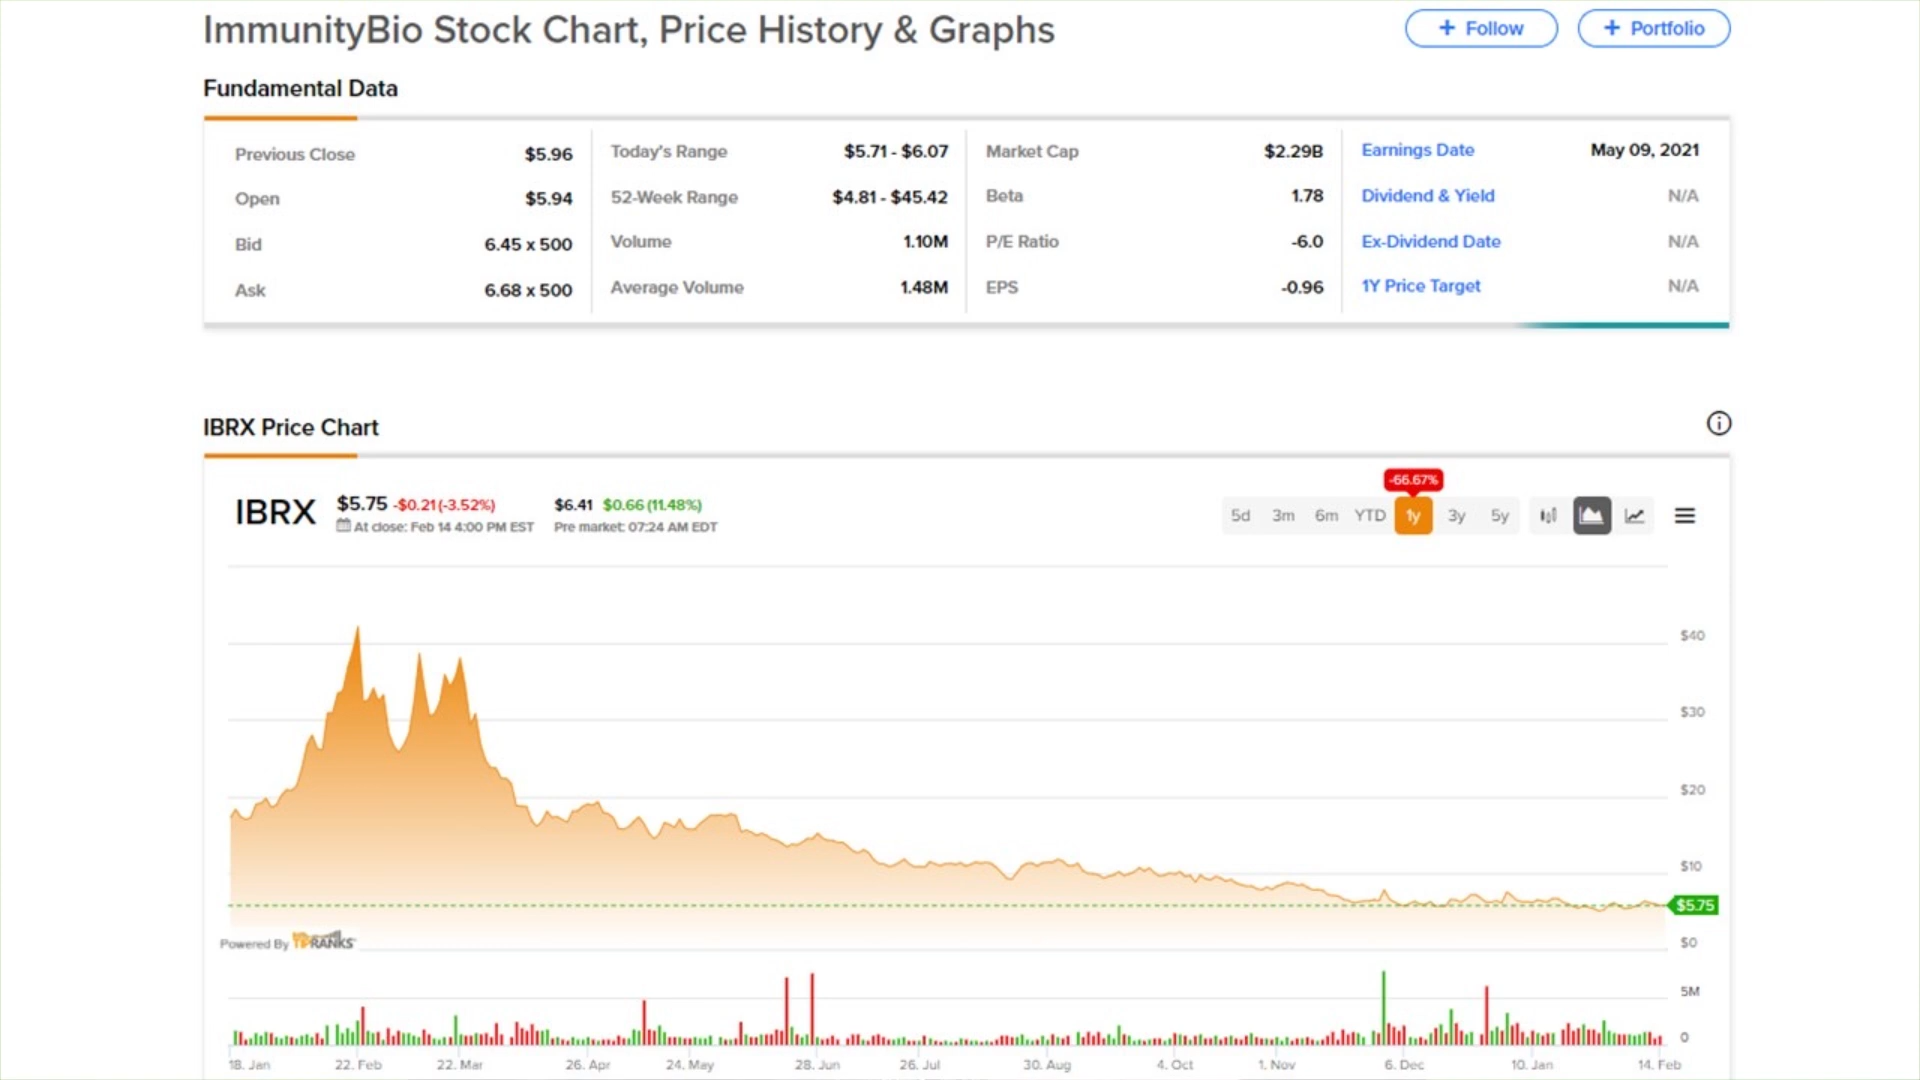 ImmunityBio Stock Chart, Price History & Graphs
+ Follow
+ Portfolio
Fundamental Data
Previous Close $5.96
Open $5.94
Bid 6.45 x 500
Ask 6.68 x 500
Today's Range $5.71 - $6.07
52-Week Range $4.81 - $45.42
Volume 1.10M
Average Volume 1.48M
Market Cap $2.29B
Beta 1.78
P/E Ratio -6.0
EPS -0.96
Earnings Date May 09, 2021
Dividend & Yield N/A
Ex-Dividend Date N/A
1Y Price Target N/A
IBRX Price Chart
-66.67%
IBRX $5.75 -$0.21 (-3.52%) $6.41 $0.66 (11.48%)
At close: Feb 14 4:00 PM EST Pre market: 07:24 AM EDT
5d 3m 6m YTD 1y 3y 5y
$40
$30
$20
$10
$5.75
$0
Powered By TIPRANKS
5M
0
18. Jan 22. Feb 22. Mar 26. Apr 24. May 28. Jun 26. Jul 30. Aug 4. Oct 1. Nov 6. Dec 10. Jan 14. Feb